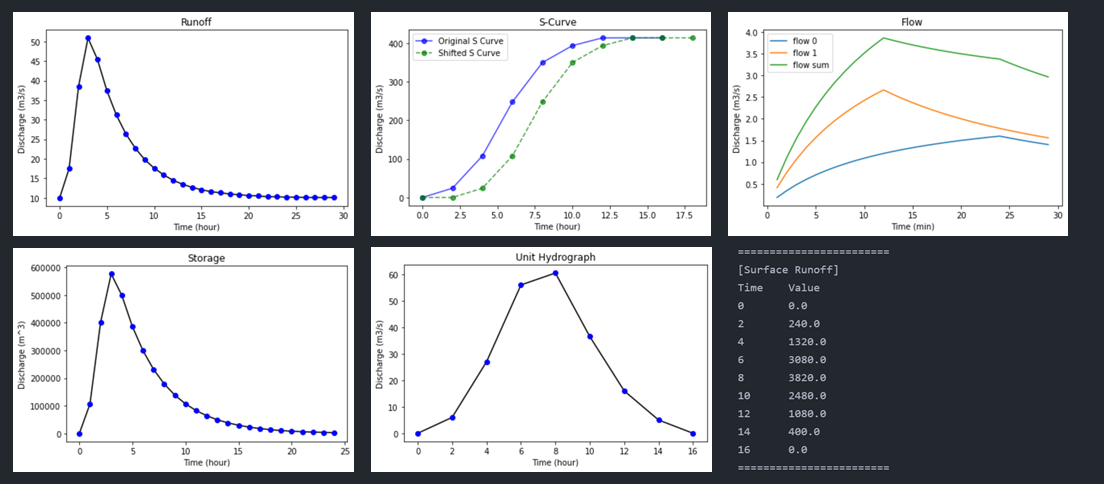 Runoff
Discharge (m3/s)
50
45
40
35
30
25
20
15
10
0 5 10 15 20 25 30
Time (hour)
S-Curve
Original S Curve
Shifted S Curve
Discharge (m3/s)
400
300
200
100
0
0.0 2.5 5.0 7.5 10.0 12.5 15.0 17.5
Time (hour)
Flow
flow 0
flow 1
flow sum
Discharge (m3/s)
4.0
3.5
3.0
2.5
2.0
1.5
1.0
0.5
0 5 10 15 20 25 30
Time (min)
Storage
Discharge (m^3)
600000
500000
400000
300000
200000
100000
0
0 5 10 15 20 25
Time (hour)
Unit Hydrograph
Discharge (m3/s)
60
50
40
30
20
10
0
0 2 4 6 8 10 12 14 16
Time (hour)
========================
[Surface Runoff]
Time Value
0 0.0
2 240.0
4 1320.0
6 3080.0
8 3820.0
10 2480.0
12 1080.0
14 400.0
16 0.0
========================